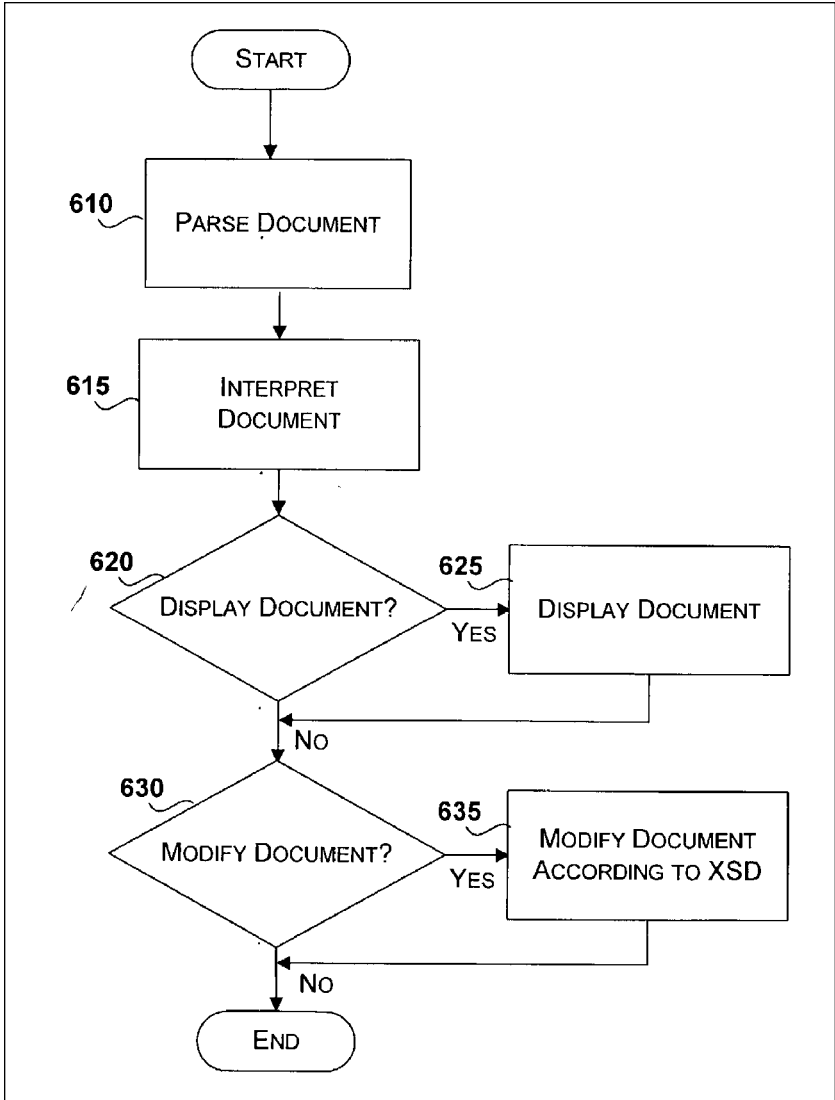 START
610
PARSE DOCUMENT
615
INTERPRET
DOCUMENT
620
DISPLAY DOCUMENT?
YES
625
DISPLAY DOCUMENT
NO
630
MODIFY DOCUMENT?
YES
635
MODIFY DOCUMENT
ACCORDING TO XSD
NO
END